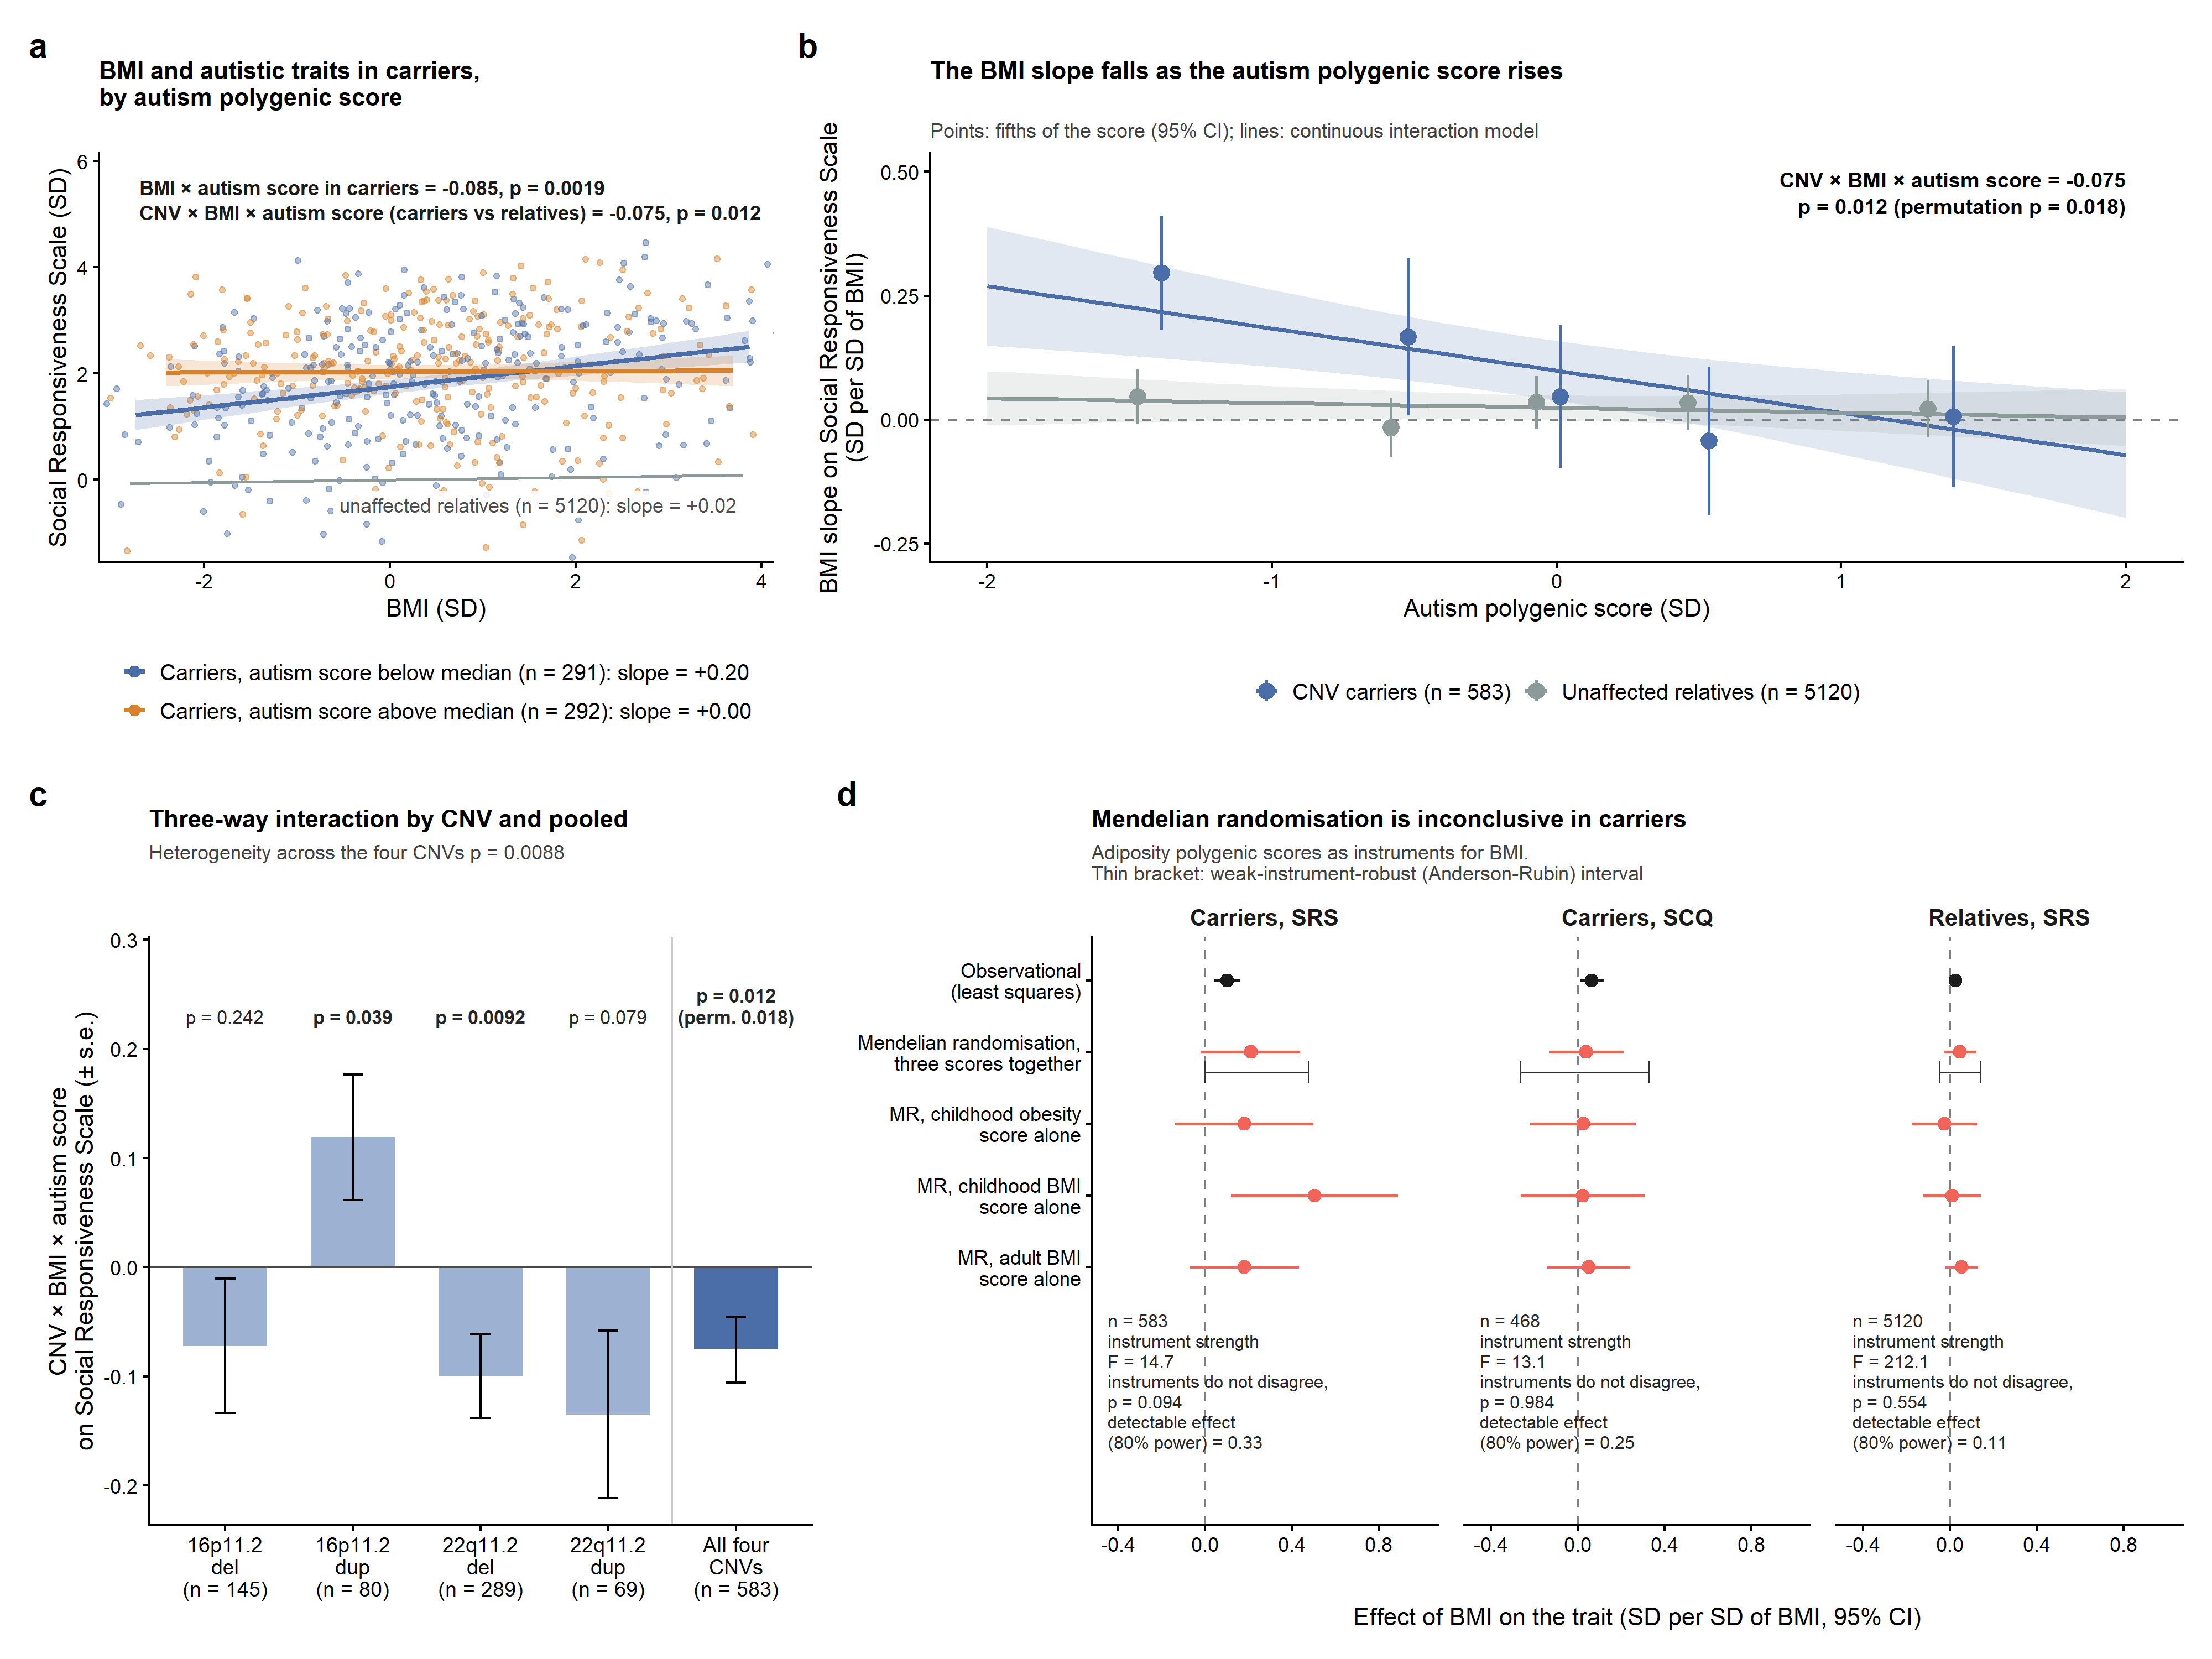 a
BMI and autistic traits in carriers,
by autism polygenic score
Social Responsiveness Scale (SD)
6
4
2
0
BMI × autism score in carriers = -0.085, p = 0.0019
CNV × BMI × autism score (carriers vs relatives) = -0.075, p = 0.012
unaffected relatives (n = 5120): slope = +0.02
-2
0
2
4
BMI (SD)
Carriers, autism score below median (n = 291): slope = +0.20
Carriers, autism score above median (n = 292): slope = +0.00
b
The BMI slope falls as the autism polygenic score rises
Points: fifths of the score (95% CI); lines: continuous interaction model
BMI slope on Social Responsiveness Scale
(SD per SD of BMI)
0.50
0.25
0.00
-0.25
CNV × BMI × autism score = -0.075
p = 0.012 (permutation p = 0.018)
-2
-1
0
1
2
Autism polygenic score (SD)
CNV carriers (n = 583)
Unaffected relatives (n = 5120)
c
Three-way interaction by CNV and pooled
Heterogeneity across the four CNVs p = 0.0088
CNV × BMI × autism score
on Social Responsiveness Scale (± s.e.)
0.3
0.2
0.1
0.0
-0.1
-0.2
p = 0.242
p = 0.039
p = 0.0092
p = 0.079
p = 0.012
(perm. 0.018)
16p11.2
del
(n = 145)
16p11.2
dup
(n = 80)
22q11.2
del
(n = 289)
22q11.2
dup
(n = 69)
All four
CNVs
(n = 583)
d
Mendelian randomisation is inconclusive in carriers
Adiposity polygenic scores as instruments for BMI.
Thin bracket: weak-instrument-robust (Anderson-Rubin) interval
Carriers, SRS
Carriers, SCQ
Relatives, SRS
Observational
(least squares)
Mendelian randomisation,
three scores together
MR, childhood obesity
score alone
MR, childhood BMI
score alone
MR, adult BMI
score alone
n = 583
instrument strength
F = 14.7
instruments do not disagree,
p = 0.094
detectable effect
(80% power) = 0.33
n = 468
instrument strength
F = 13.1
instruments do not disagree,
p = 0.984
detectable effect
(80% power) = 0.25
n = 5120
instrument strength
F = 212.1
instruments do not disagree,
p = 0.554
detectable effect
(80% power) = 0.11
-0.4
0.0
0.4
0.8
-0.4
0.0
0.4
0.8
-0.4
0.0
0.4
0.8
Effect of BMI on the trait (SD per SD of BMI, 95% CI)